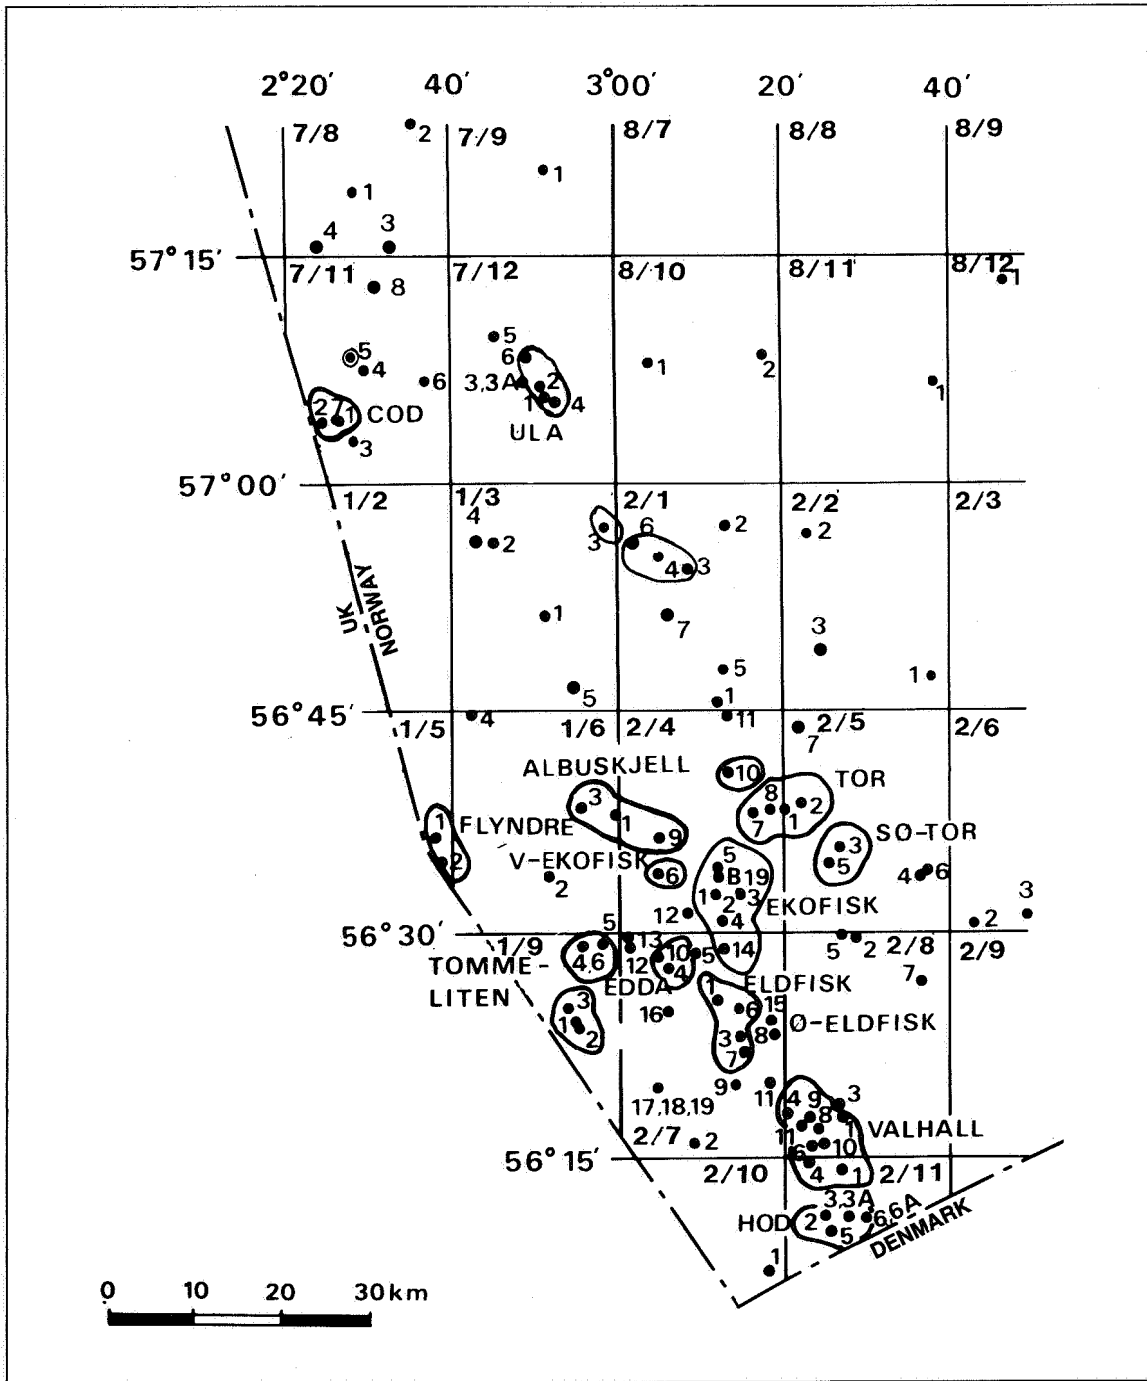 2°20′ 40′ 3°00′ 20′ 40′
7/8 2 7/9 8/7 8/8 8/9
1
1
4 3
57°15′
7/11 7/12 8/10 8/11 8/12
8 1
5 5
6 1 2
4 6 3,3A 2 1
2 7 1 COD 1 4
ULA
3
57°00′
1/2 1/3 2/1 2/2 2/3
4 2 3 6 2 2
4 3
UK
NORWAY
1 7 3
5 1
5 1
56°45′
1/5 4 1/6 2/4 11 2/5 2/6
7
ALBUSKJELL 10 TOR
3 1 9 7 8 1 2
1 FLYNDRE SØ-TOR
2 3 5
V-EKOFISK 6 5 B 19 4 6
2 1 2 3 3
12 4 EKOFISK 2
56°30′
1/9 5 13 5 2 2/8 2/9
TOMME-
LITEN
4,6 12 10 4 5 14 7
EDDA ELDFISK
3 1 6 15
1 2 16 3 8 Ø-ELDFISK
7
9 11 4 9 3
17,18,19 8 1
11 VALHALL
2/7 2 6 10
56°15′
2/10 4 1 2/11
3,3A
HOD 2 5 6,6A
DENMARK
1
0 10 20 30 km